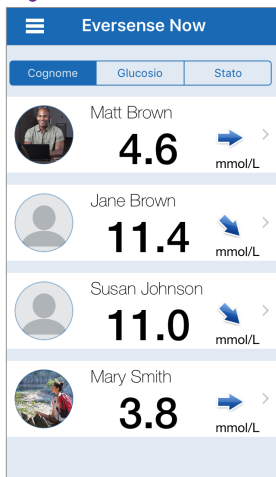 Eversense Now
Cognome Glucosio Stato
Matt Brown
4.6
mmol/L
Jane Brown
11.4
mmol/L
Susan Johnson
11.0
mmol/L
Mary Smith
3.8
mmol/L